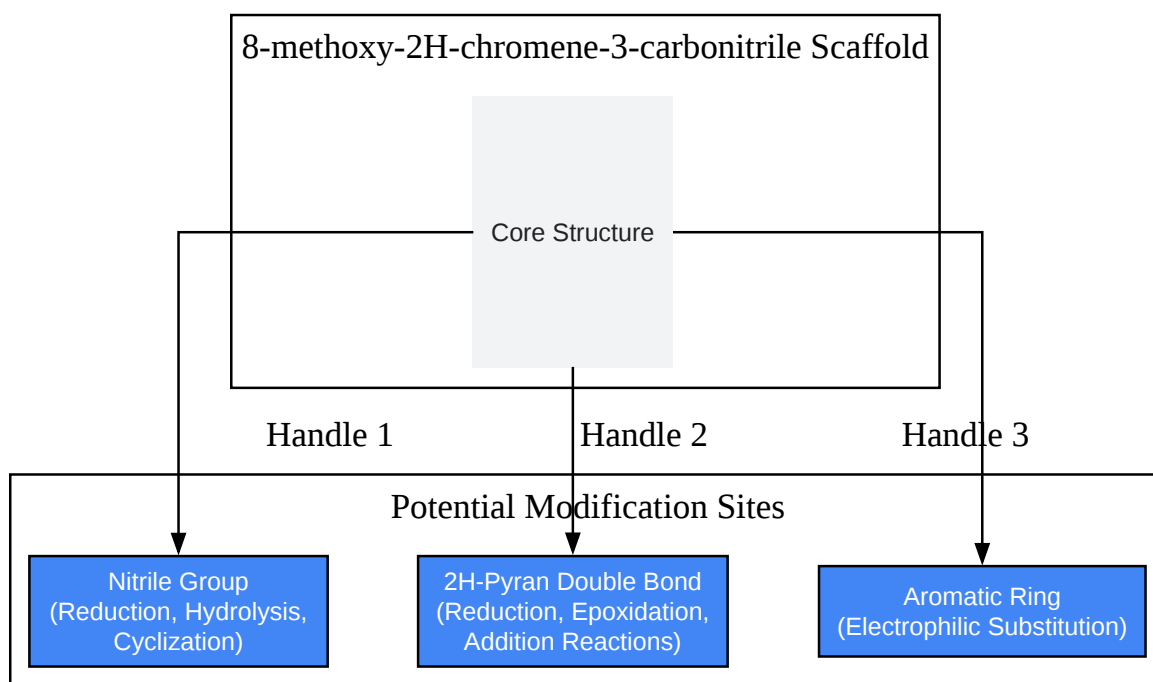 8-methoxy-2H-chromene-3-carbonitrile Scaffold
Core Structure
Handle 1
Handle 2
Handle 3
Potential Modification Sites
Nitrile Group
(Reduction, Hydrolysis,
Cyclization)
2H-Pyran Double Bond
(Reduction, Epoxidation,
Addition Reactions)
Aromatic Ring
(Electrophilic Substitution)